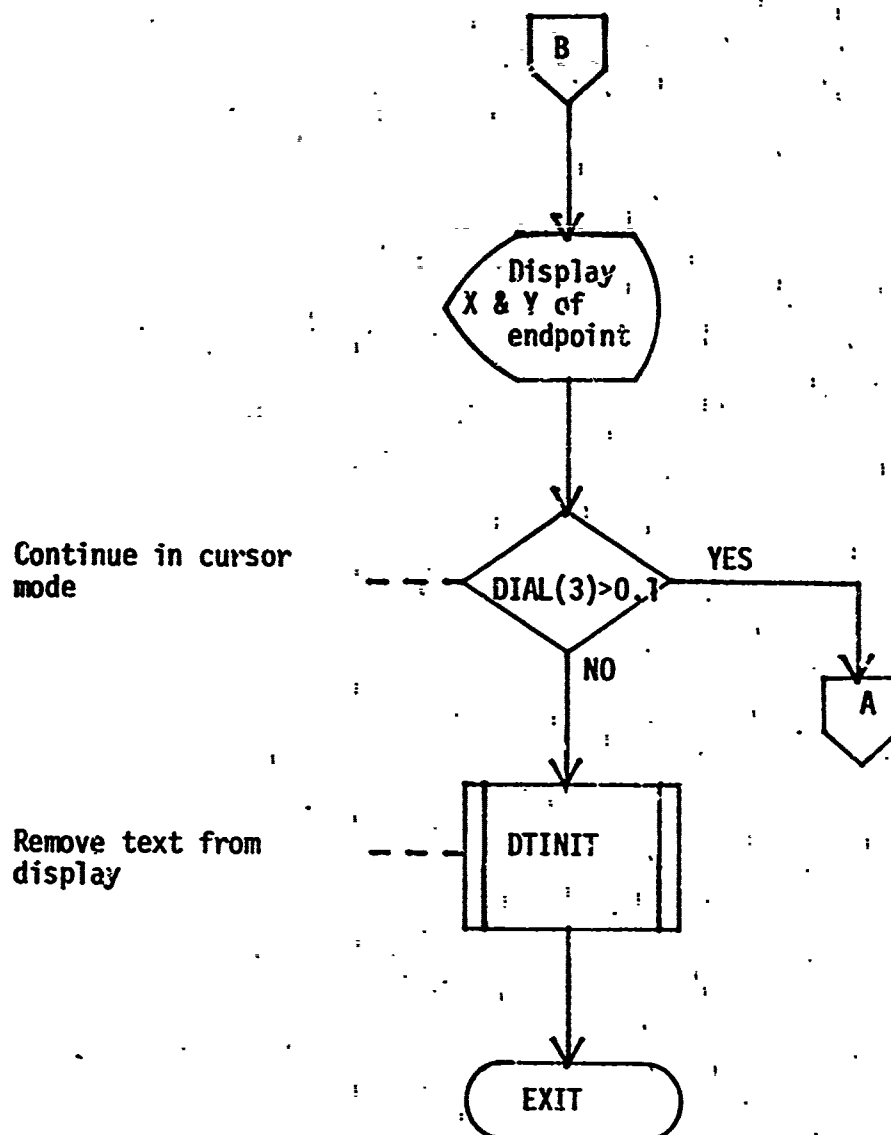 B
Display
X & Y of
endpoint
Continue in cursor
mode
DIAL(3)>0.1
YES
NO
A
Remove text from
display
DTINIT
EXIT